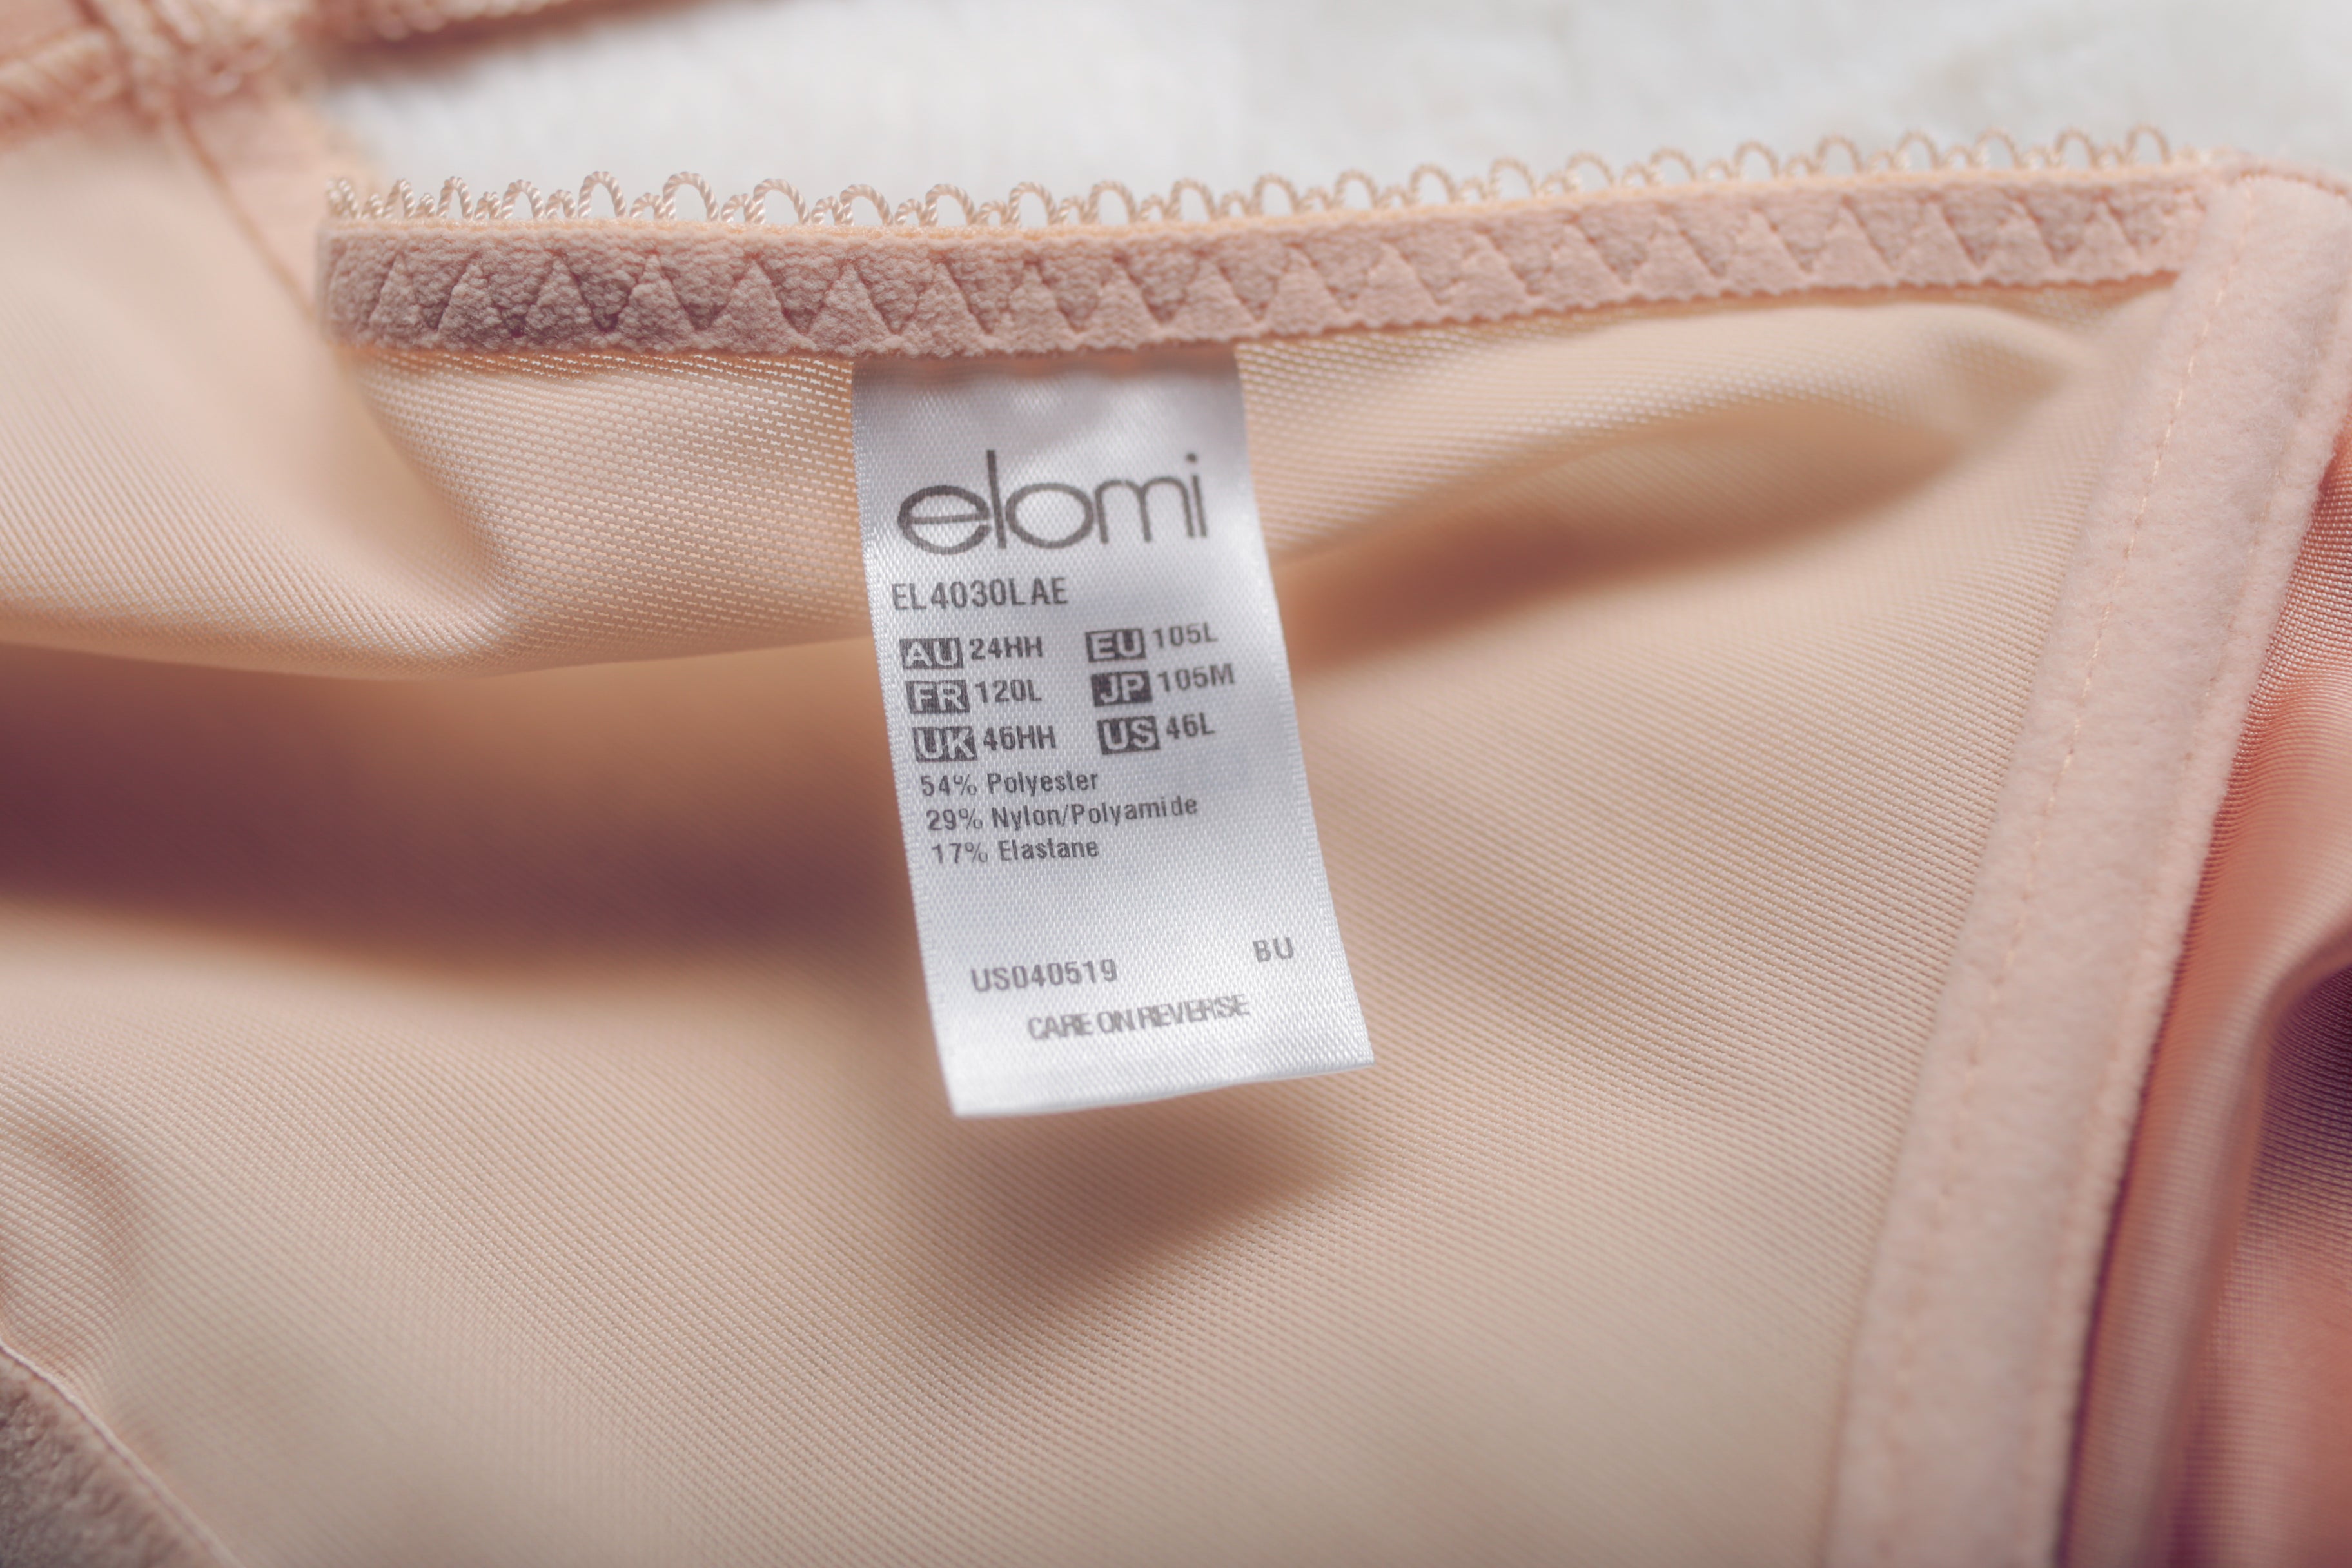 elomi
EL4030LAE
AU 24HH EU 105L
FR 120L JP 105M
UK 46HH US 46L
54% Polyester
29% Nylon/Polyamide
17% Elastane
BU
US040519
CARE ON REVERSE